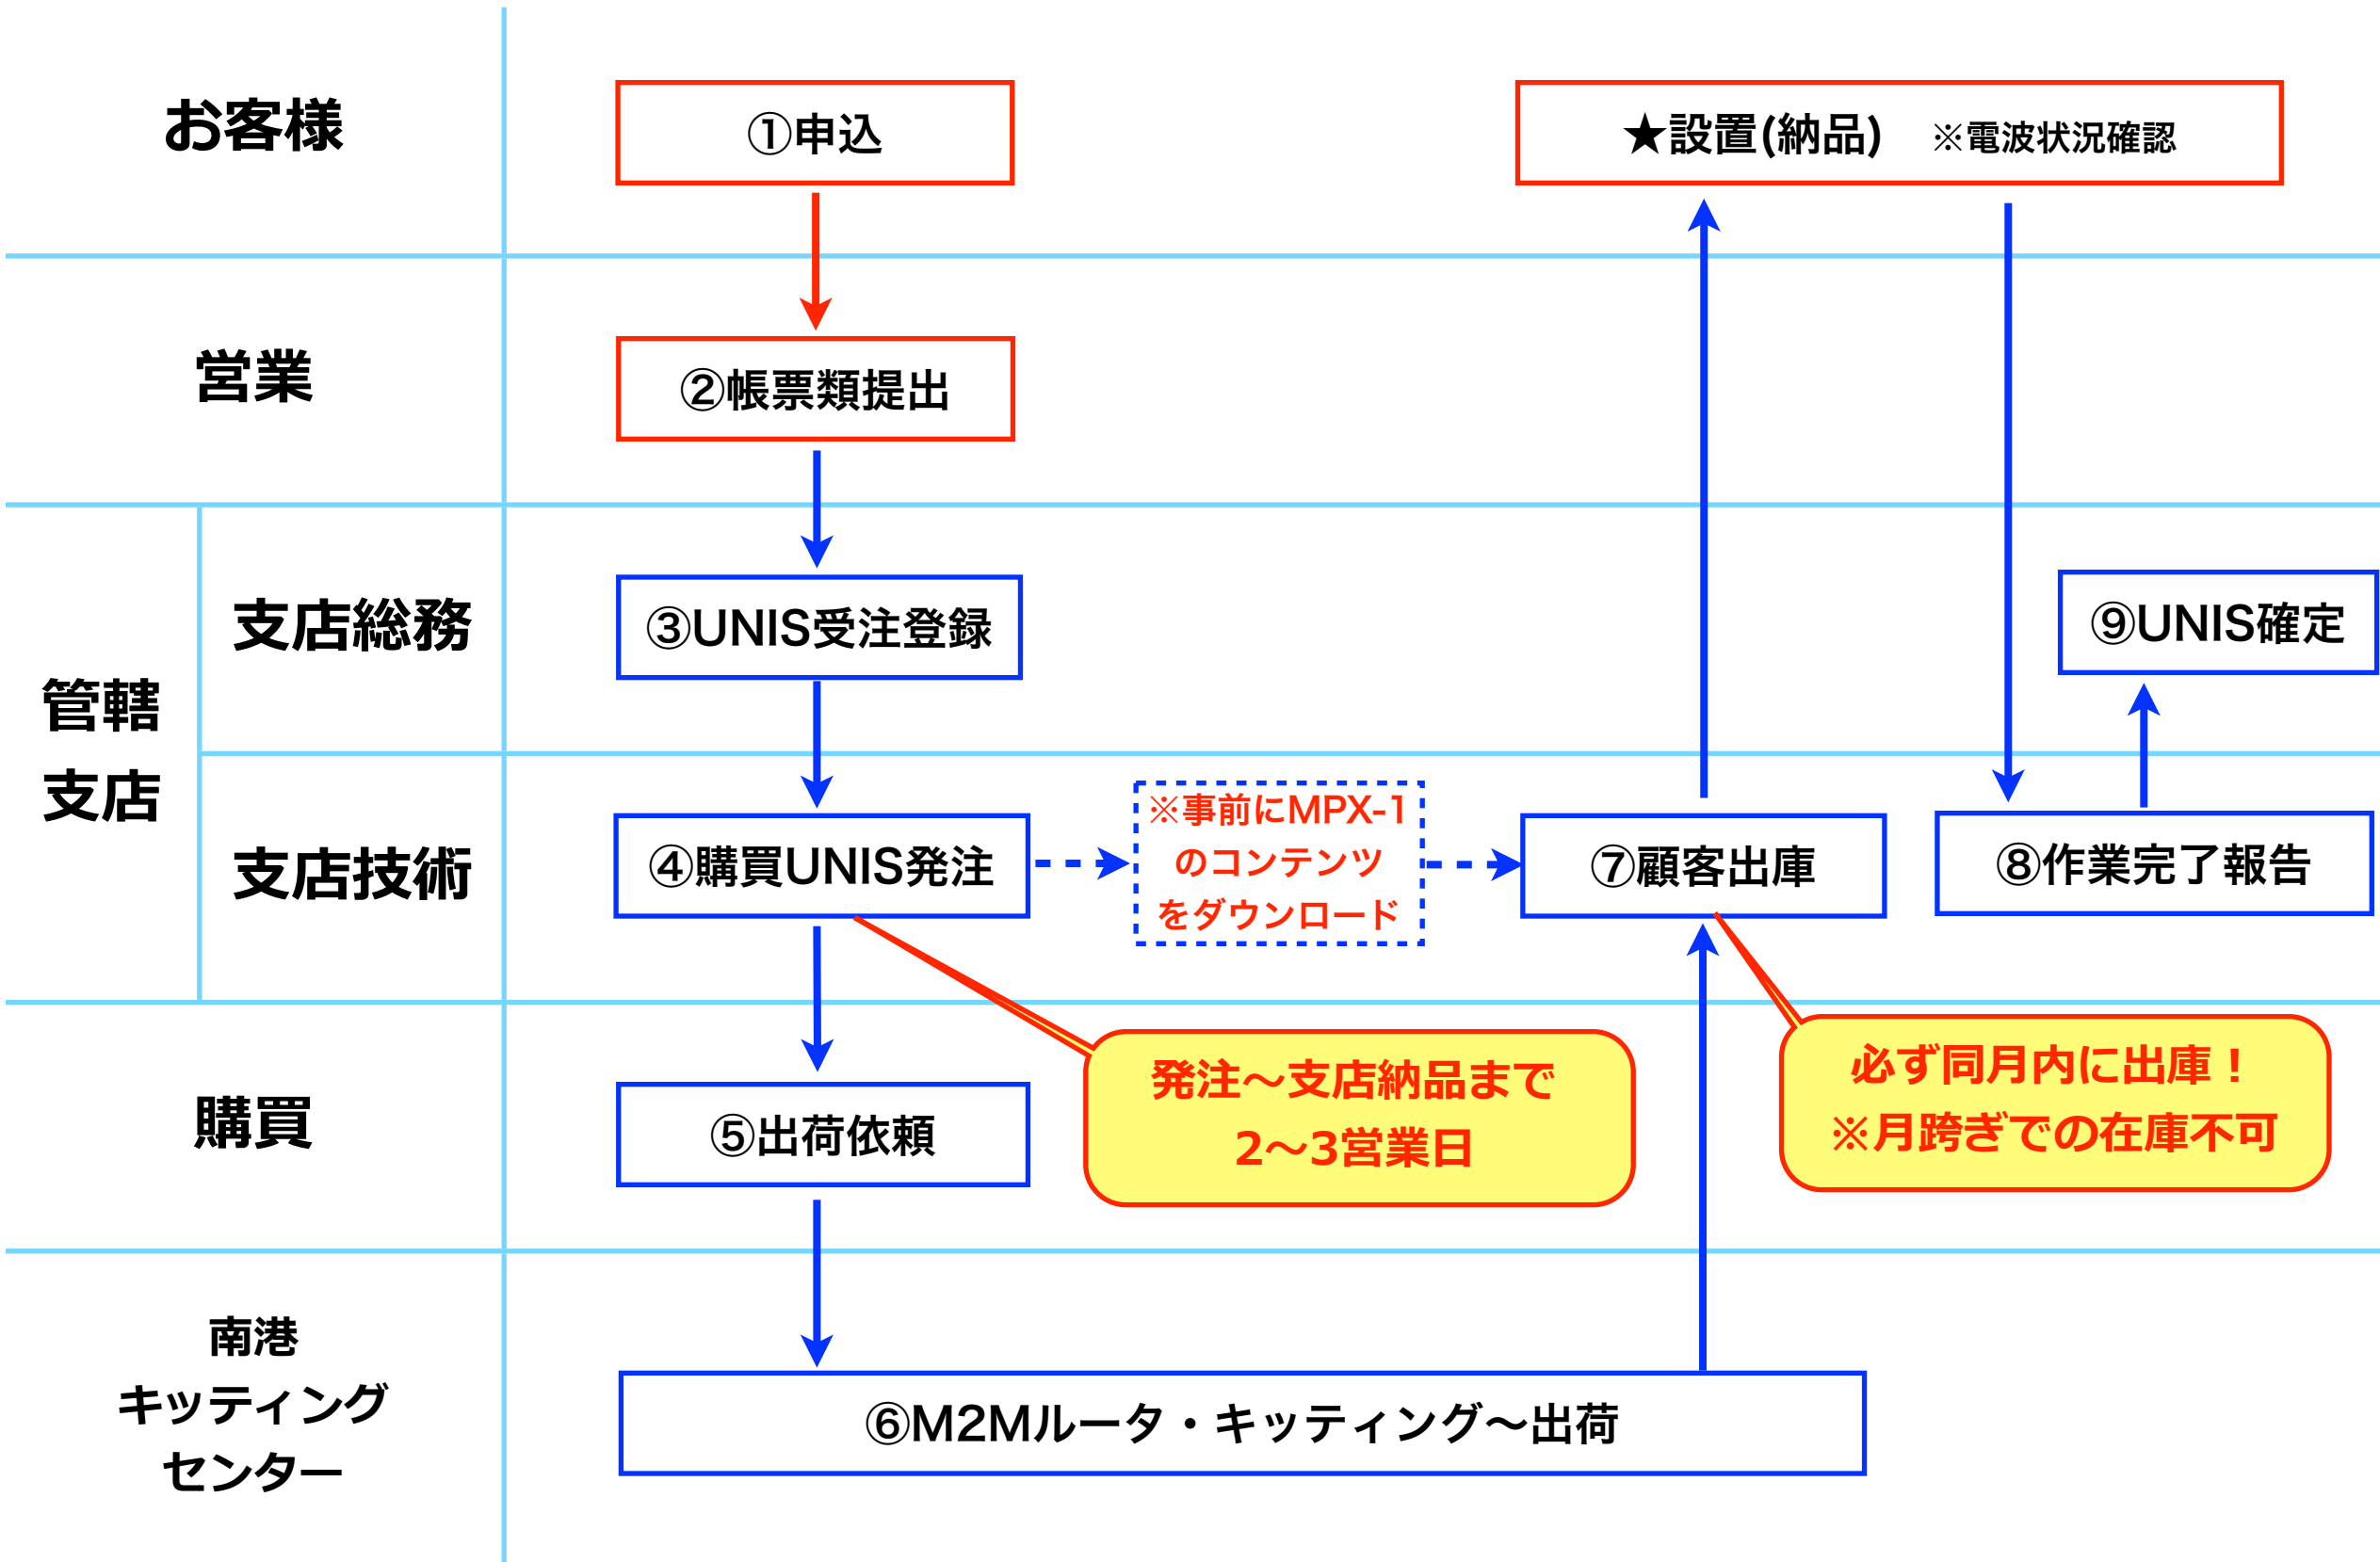 お客様
①申込
★設置(納品) ※電波状況確認
営業
②帳票類提出
管轄
支店
支店総務
③UNIS受注登録
⑨UNIS確定
支店技術
④購買UNIS発注
※事前にMPX-1
のコンテンツ
をダウンロード
⑦顧客出庫
⑧作業完了報告
購買
⑤出荷依頼
発注〜支店納品まで
2〜3営業日
必ず同月内に出庫！
※月跨ぎでの在庫不可
南港
キッティング
センター
⑥M2Mルータ・キッティング〜出荷